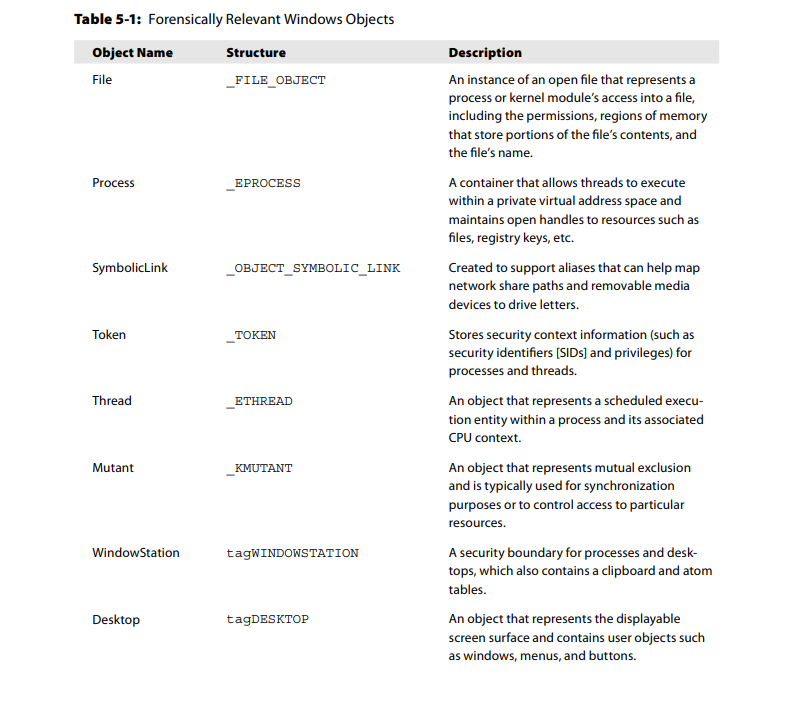 Table 5-1: Forensically Relevant Windows Objects
Object Name Structure Description
File _FILE_OBJECT An instance of an open file that represents a
process or kernel module's access into a file,
including the permissions, regions of memory
that store portions of the file's contents, and
the file's name.
Process _EPROCESS A container that allows threads to execute
within a private virtual address space and
maintains open handles to resources such as
files, registry keys, etc.
SymbolicLink _OBJECT_SYMBOLIC_LINK Created to support aliases that can help map
network share paths and removable media
devices to drive letters.
Token _TOKEN Stores security context information (such as
security identifiers [SIDs] and privileges) for
processes and threads.
Thread _ETHREAD An object that represents a scheduled execu-
tion entity within a process and its associated
CPU context.
Mutant _KMUTANT An object that represents mutual exclusion
and is typically used for synchronization
purposes or to control access to particular
resources.
WindowStation tagWINDOWSTATION A security boundary for processes and desk-
tops, which also contains a clipboard and atom
tables.
Desktop tagDESKTOP An object that represents the displayable
screen surface and contains user objects such
as windows, menus, and buttons.